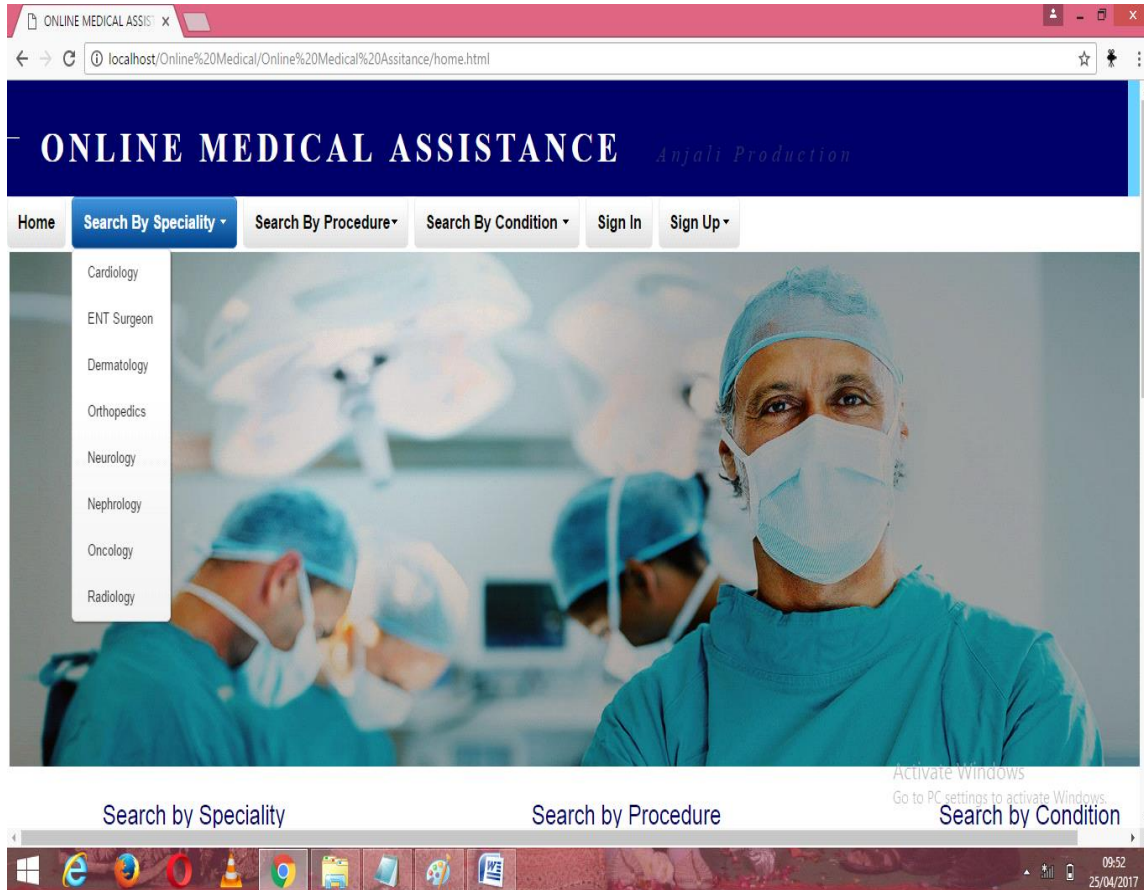 ONLINE MEDICAL ASSIST
localhost/Online%20Medical/Online%20Medical%20Assitance/home.html
ONLINE MEDICAL ASSISTANCE Anjali Production
Home Search By Speciality Search By Procedure Search By Condition Sign In Sign Up
Cardiology
ENT Surgeon
Dermatology
Orthopedics
Neurology
Nephrology
Oncology
Radiology
Activate Windows
Go to PC settings to activate Windows.
Search by Speciality Search by Procedure Search by Condition
09:52
25/04/2017